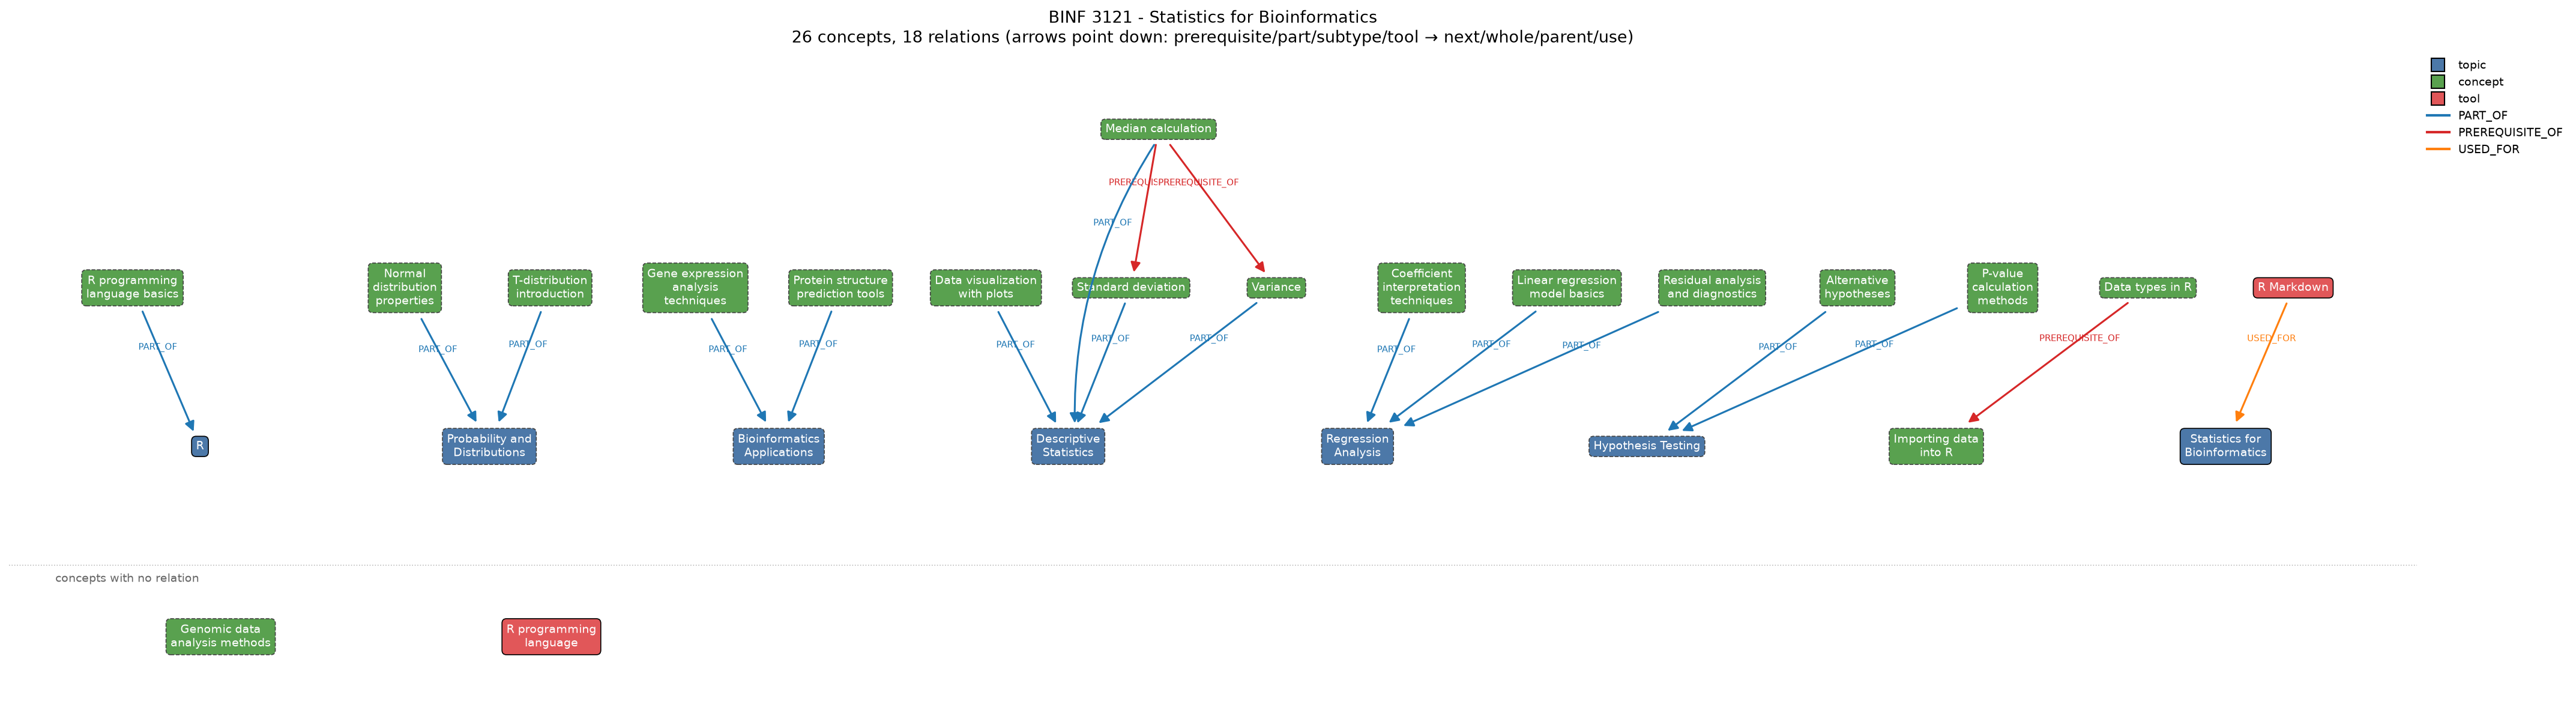 BINF 3121 - Statistics for Bioinformatics
26 concepts, 18 relations (arrows point down: prerequisite/part/subtype/tool → next/whole/parent/use)
topic
concept
tool
PART_OF
PREREQUISITE_OF
USED_FOR
Median calculation
PREREQUIS
PREREQUISITE_OF
PART_OF
R programming
language basics
Normal
distribution
properties
T-distribution
introduction
Gene expression
analysis
techniques
Protein structure
prediction tools
Data visualization
with plots
Standard deviation
Variance
Coefficient
interpretation
techniques
Linear regression
model basics
Residual analysis
and diagnostics
Alternative
hypotheses
P-value
calculation
methods
Data types in R
R Markdown
PART_OF
PART_OF
PART_OF
PART_OF
PART_OF
PART_OF
PART_OF
PART_OF
PART_OF
PART_OF
PART_OF
PART_OF
PART_OF
PREREQUISITE_OF
USED_FOR
R
Probability and
Distributions
Bioinformatics
Applications
Descriptive
Statistics
Regression
Analysis
Hypothesis Testing
Importing data
into R
Statistics for
Bioinformatics
concepts with no relation
Genomic data
analysis methods
R programming
language